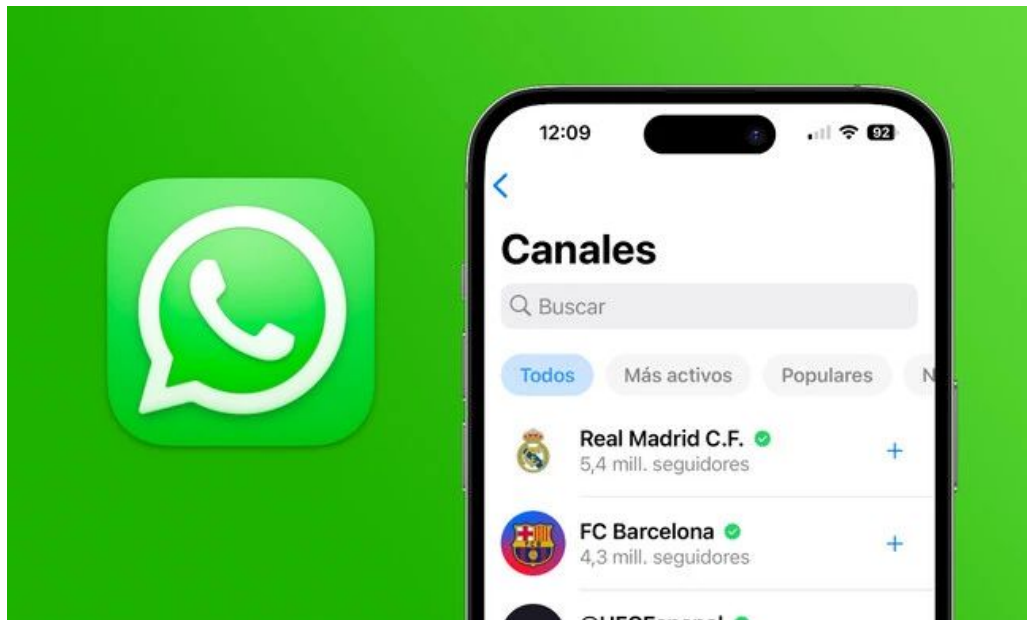 12:09
92
Canales
Buscar
Todos Más activos Populares N
Real Madrid C.F.
5,4 mill. seguidores
FC Barcelona
4,3 mill. seguidores